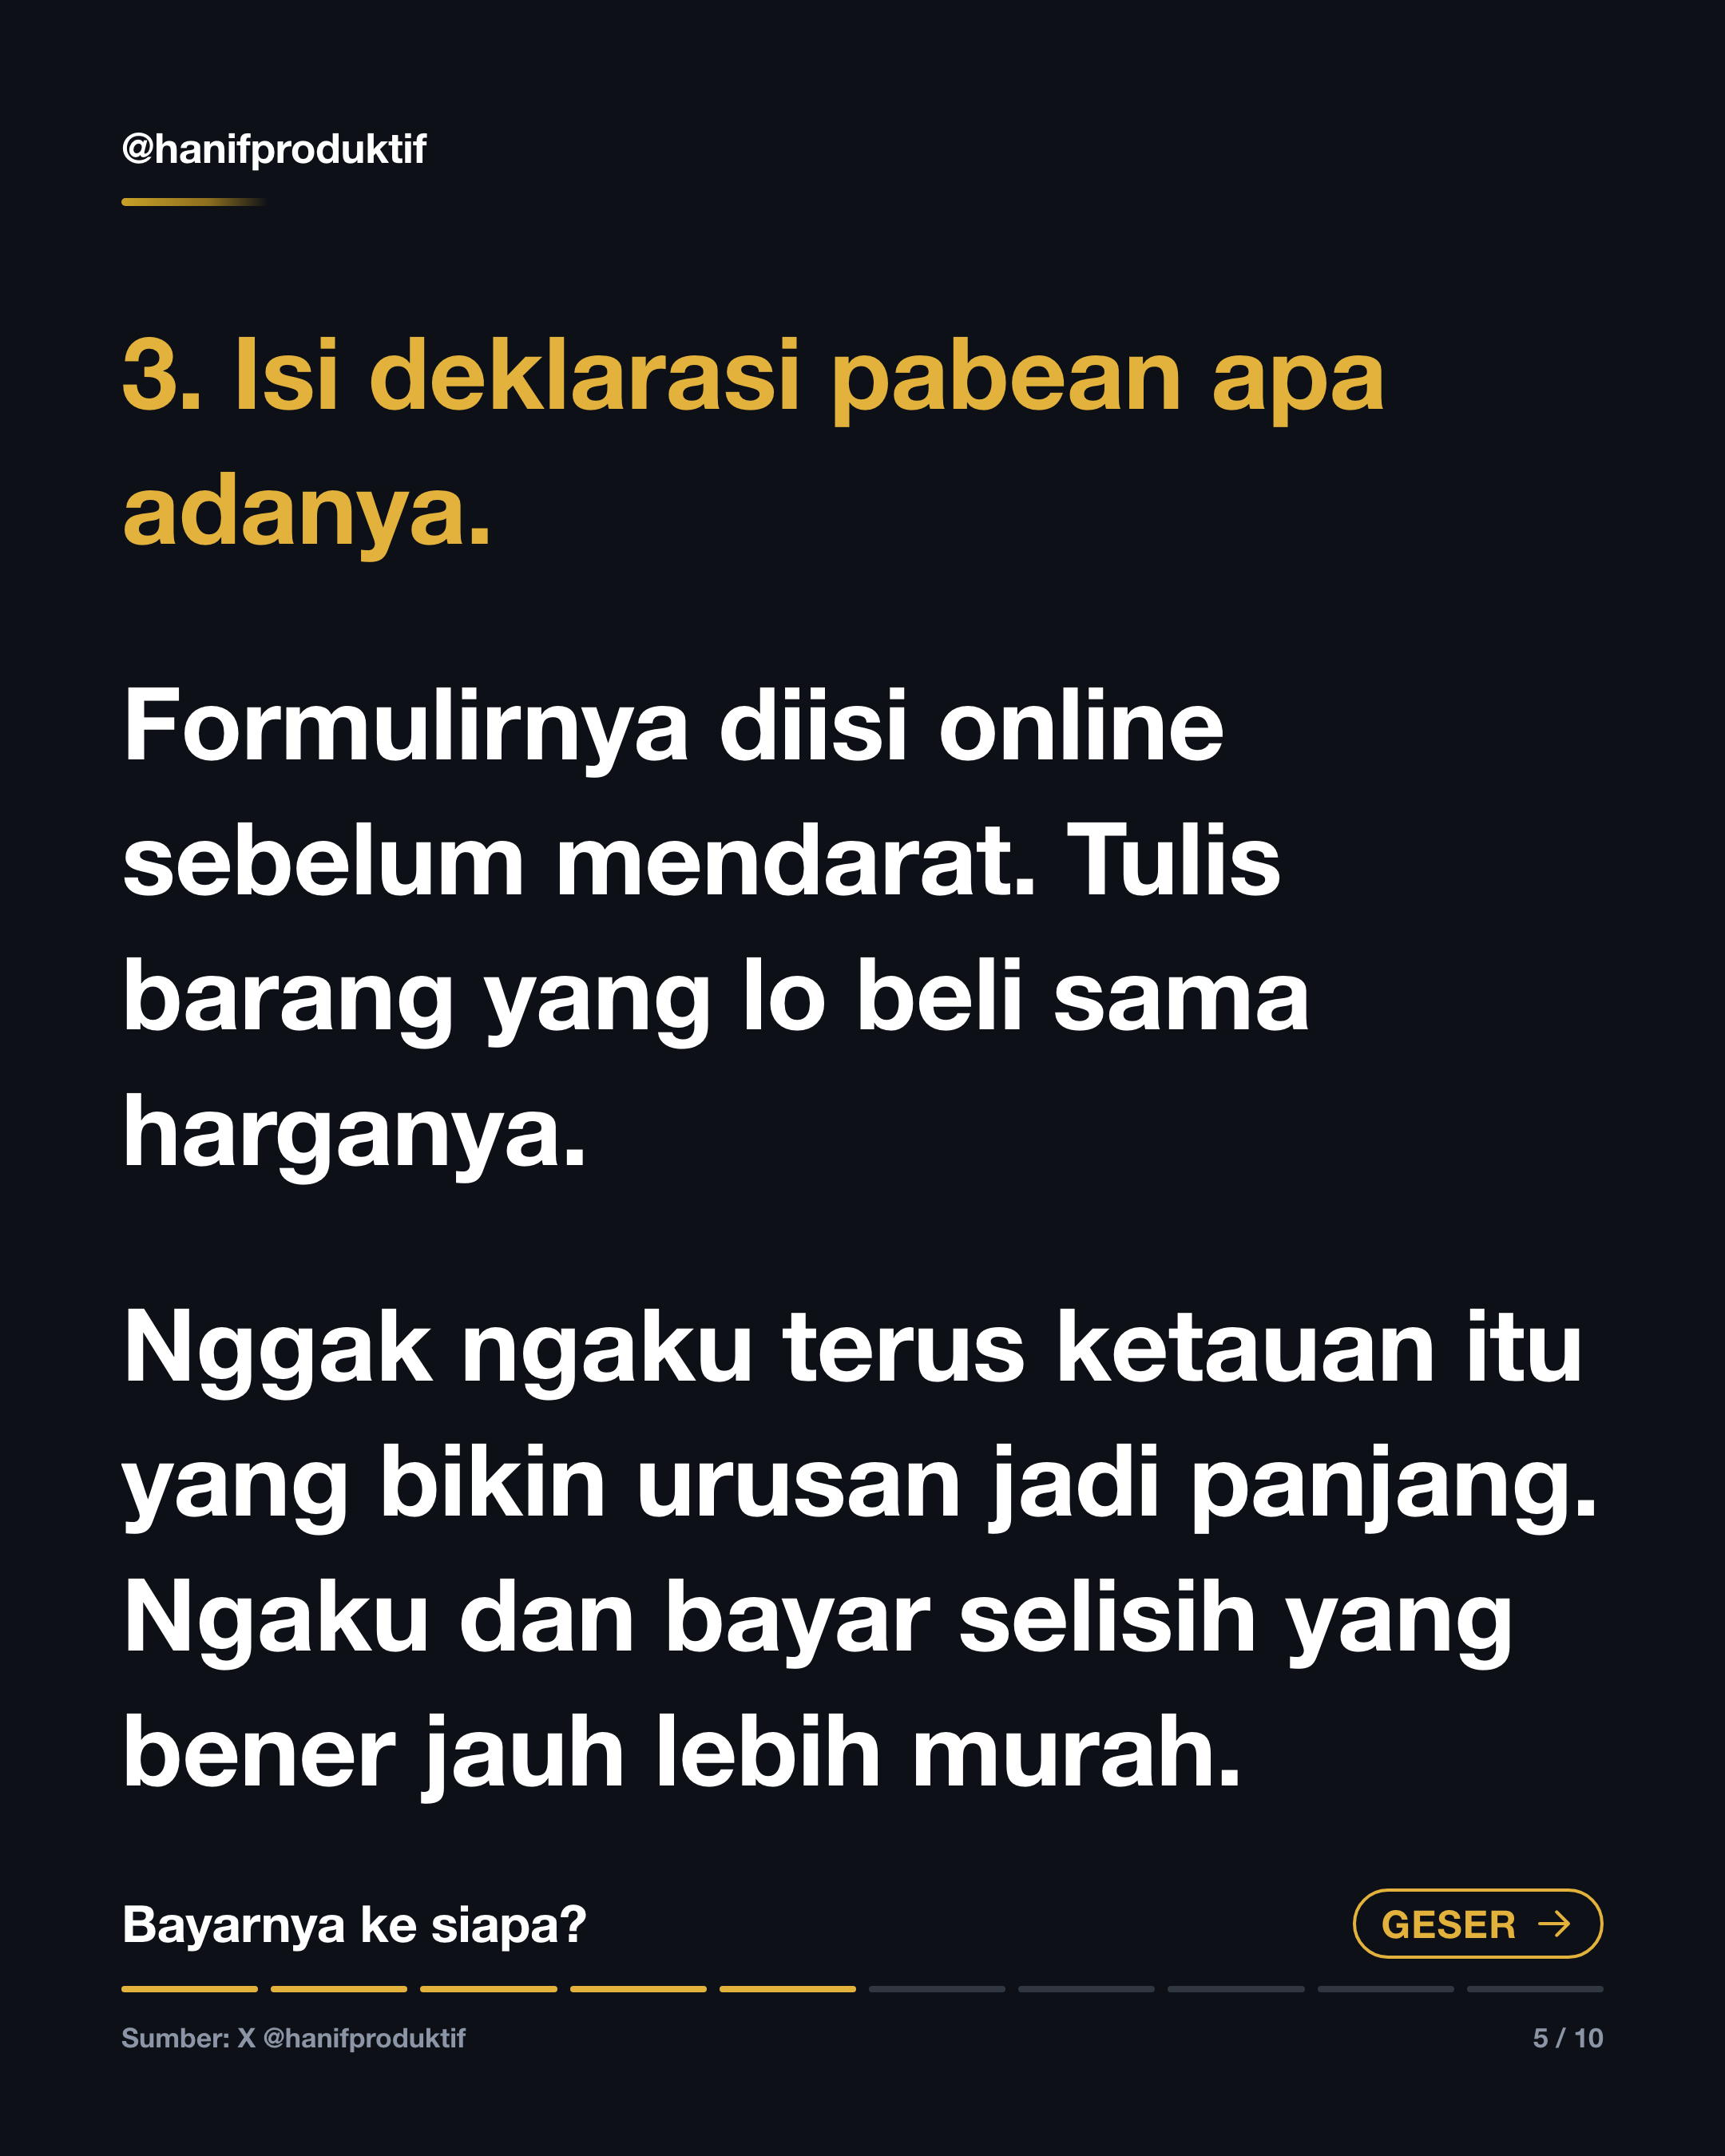 @hanifproduktif
3. Isi deklarasi pabean apa
adanya.
Formulirnya diisi online
sebelum mendarat. Tulis
barang yang lo beli sama
harganya.
Nggak ngaku terus ketauan itu
yang bikin urusan jadi panjang.
Ngaku dan bayar selisih yang
bener jauh lebih murah.
Bayarnya ke siapa?
GESER →
Sumber: X @hanifproduktif
5 / 10